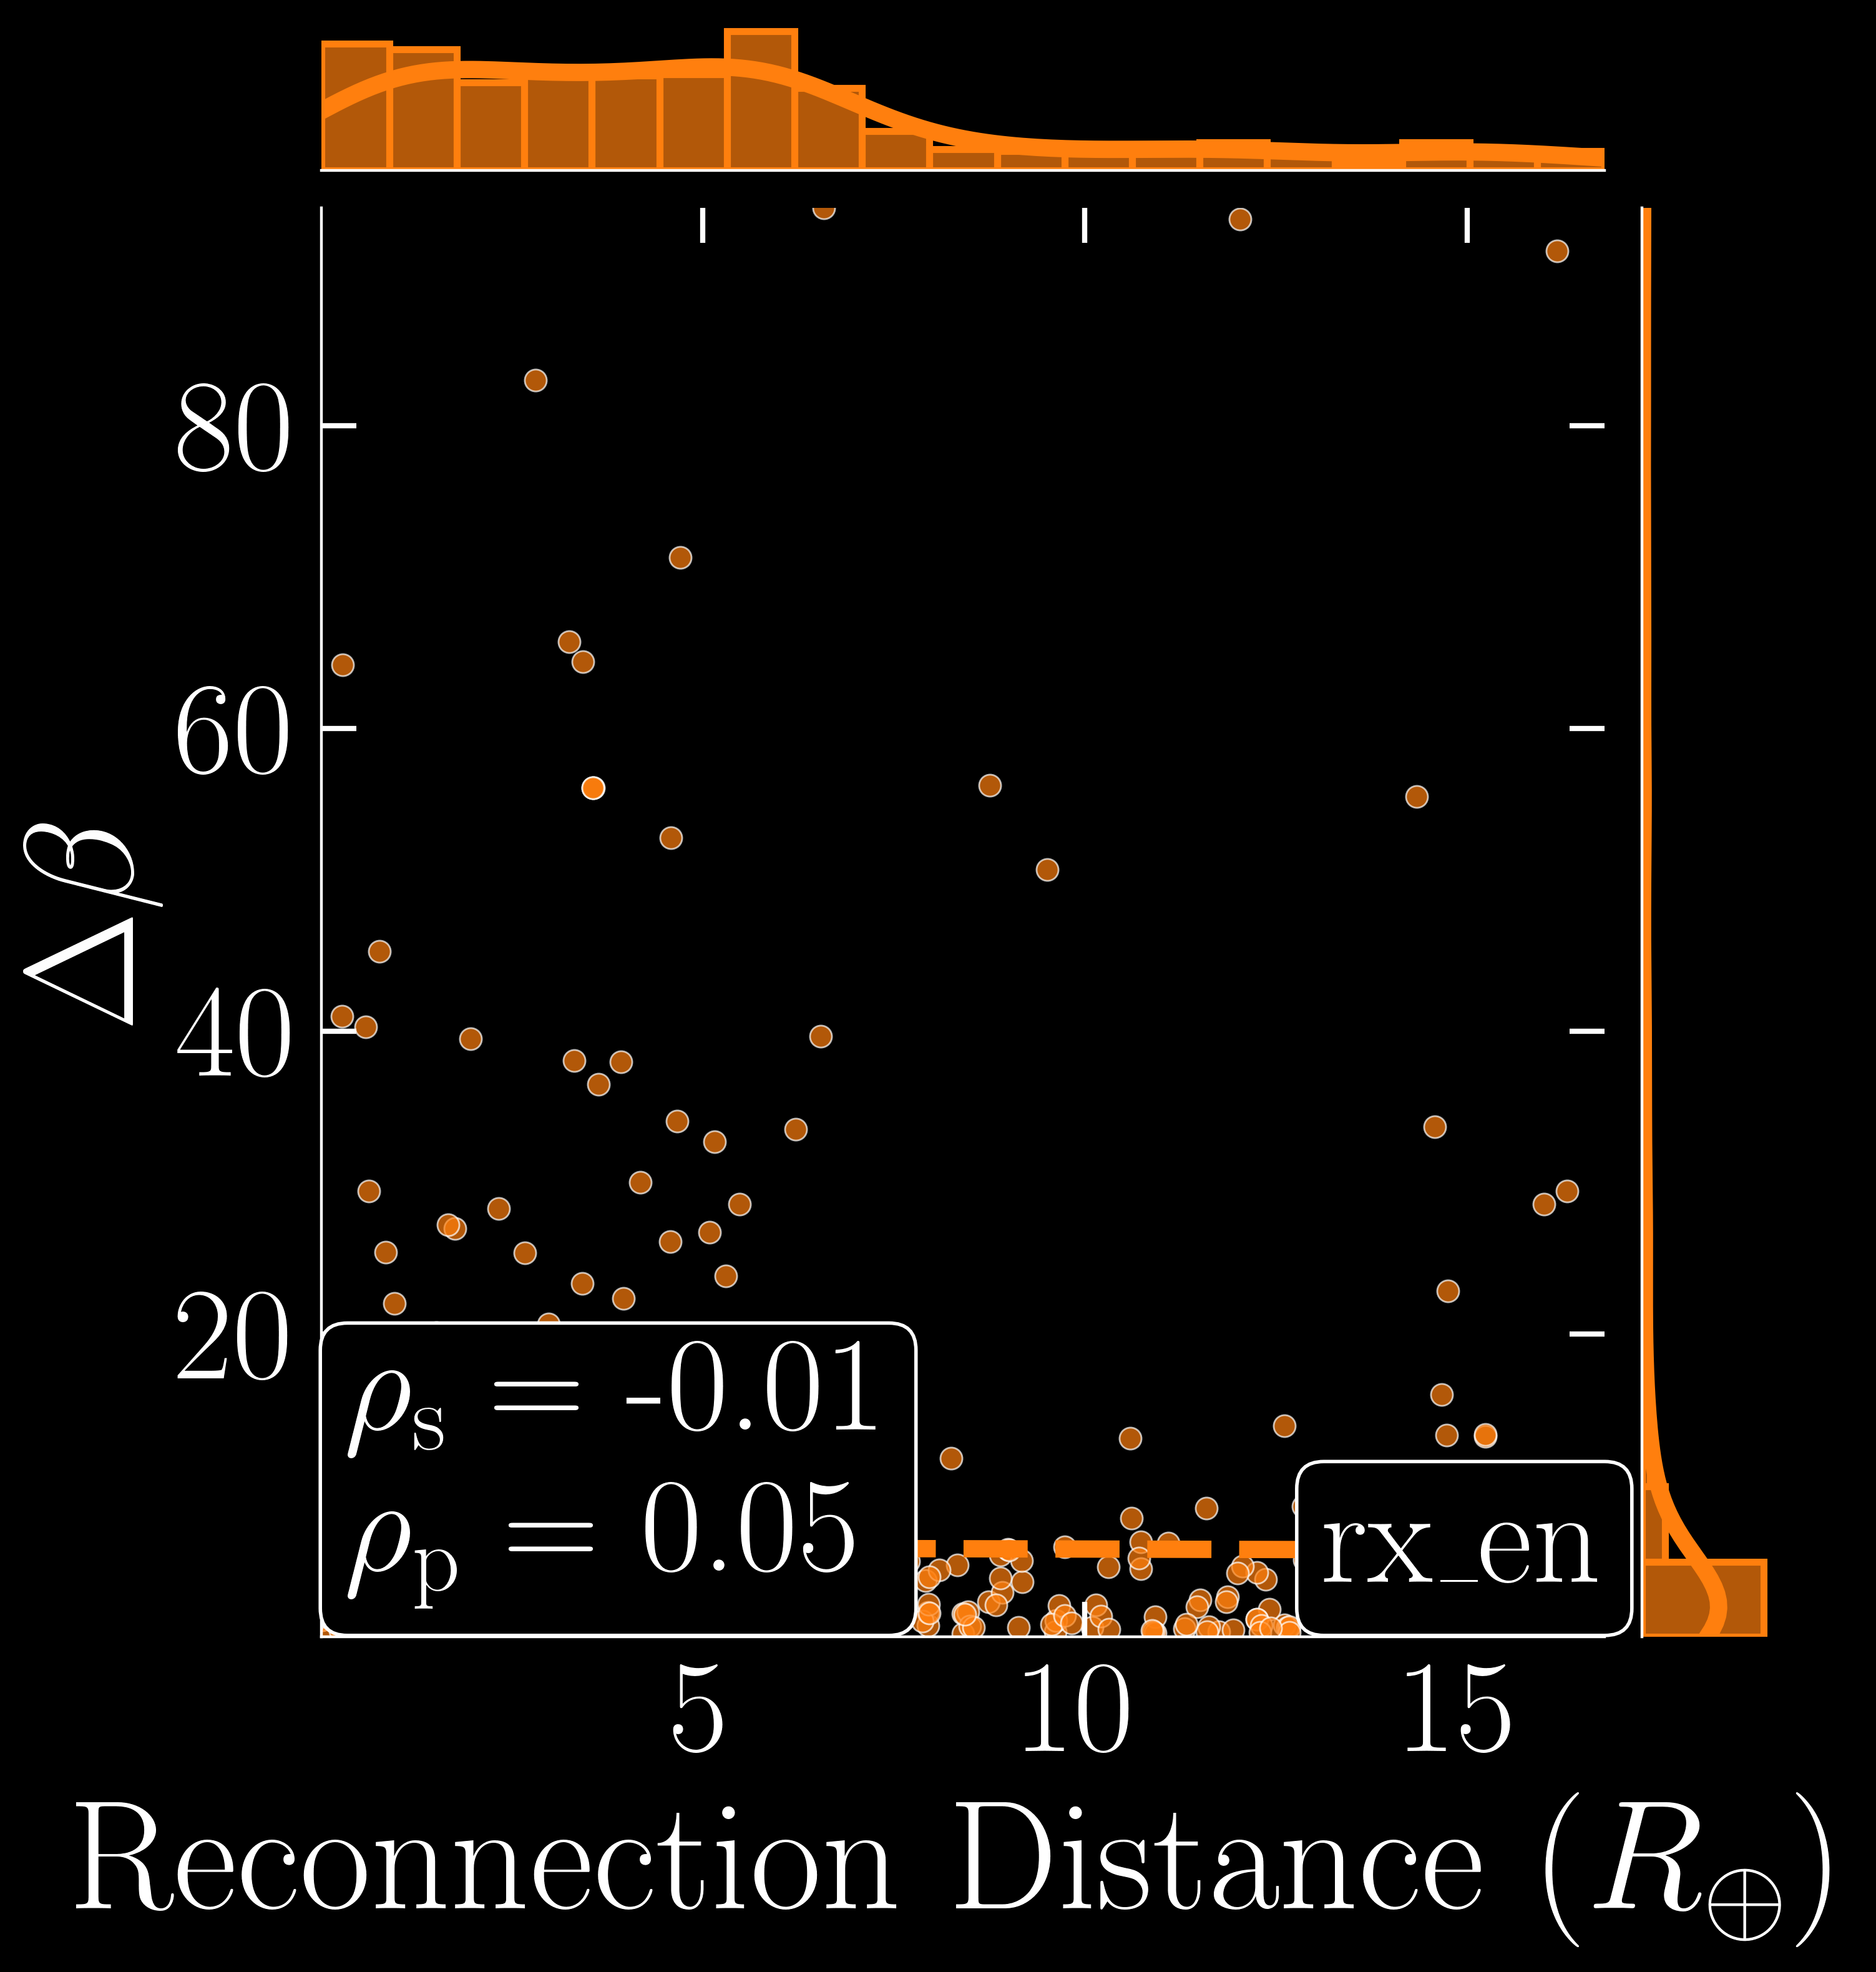 80
60
40
20
Δβ
ρs = -0.01
ρp = 0.05
rx_en
5 10 15
Reconnection Distance (R⊕)